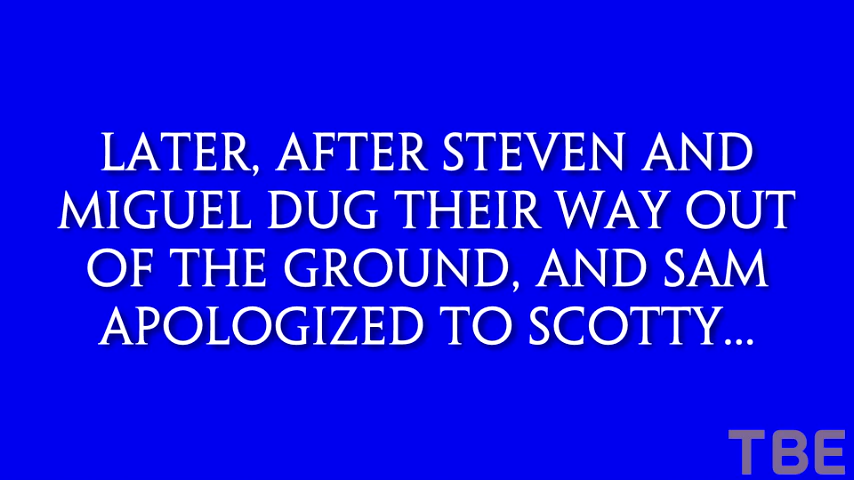 LATER, AFTER STEVEN AND
MIGUEL DUG THEIR WAY OUT
OF THE GROUND, AND SAM
APOLOGIZED TO SCOTTY...
TBE